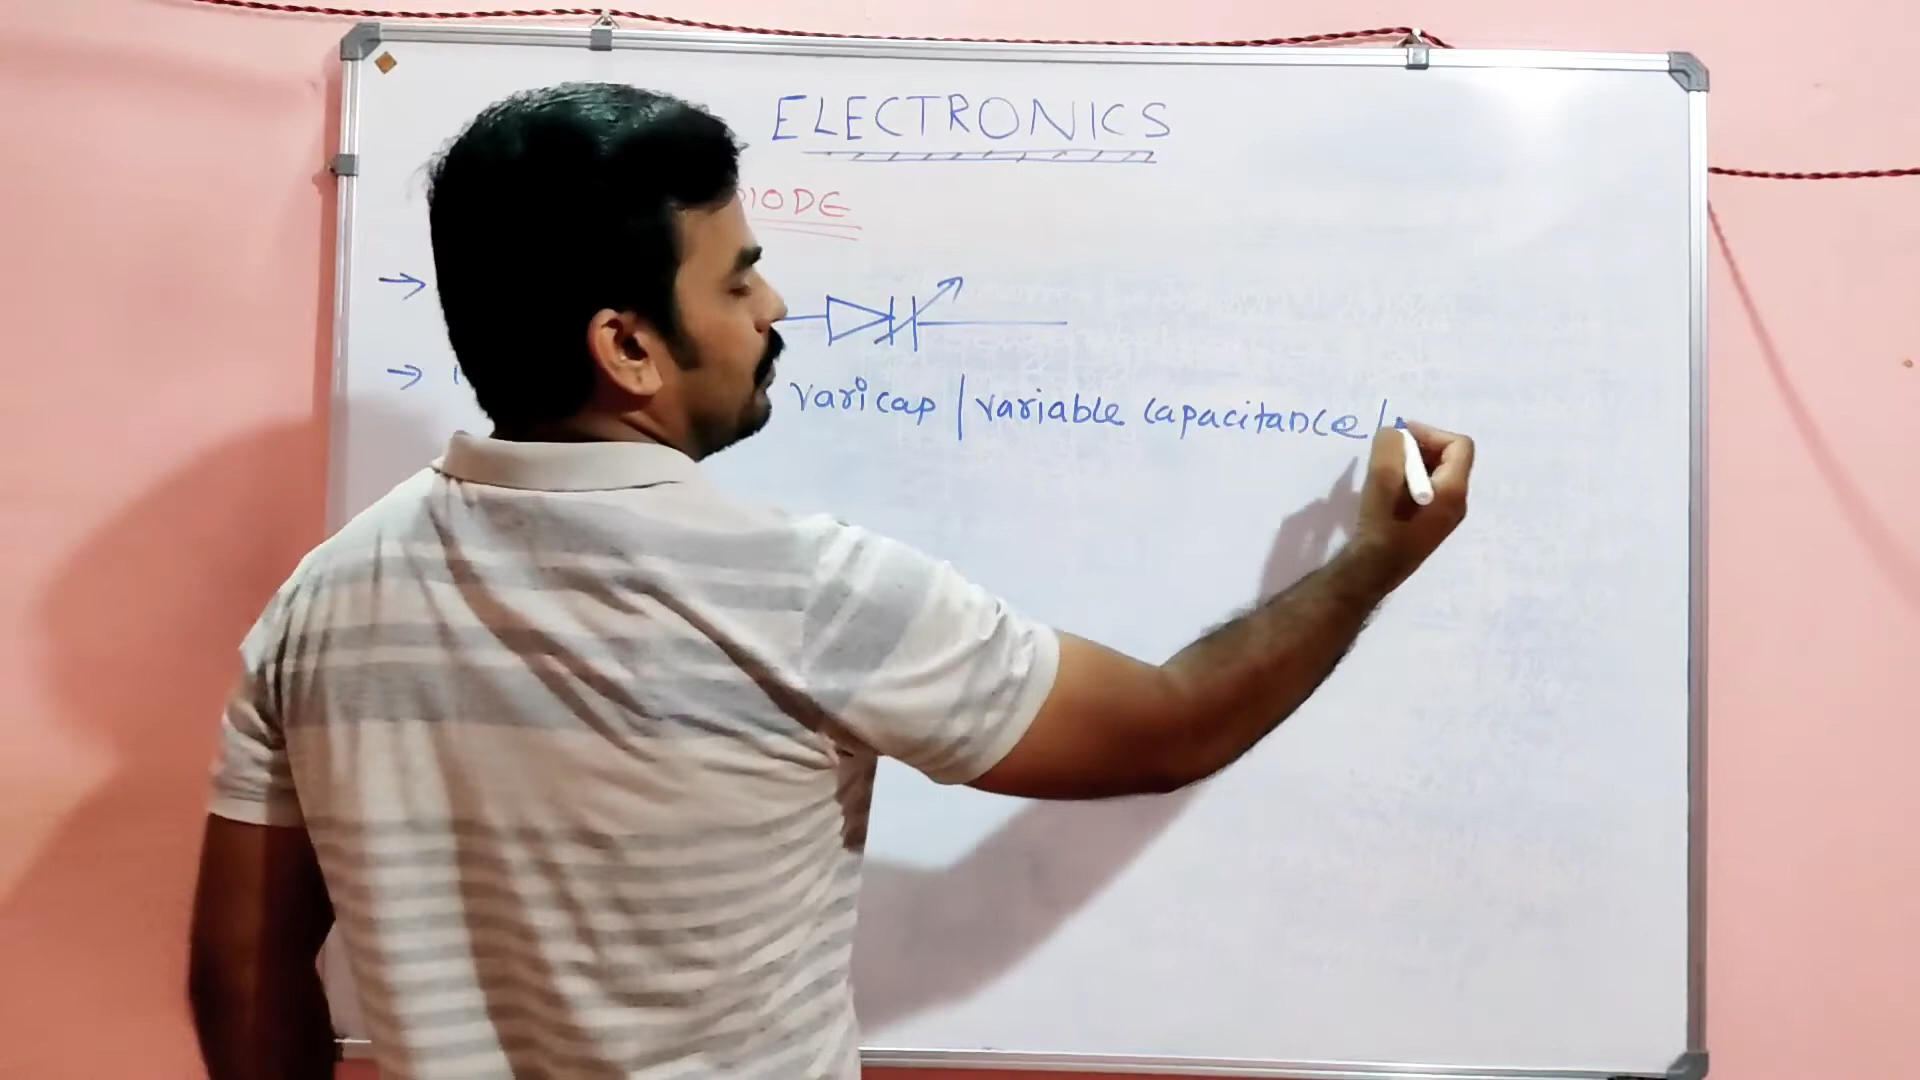 ELECTRONICS
DIODE
→
→
varicap / variable capacitance /